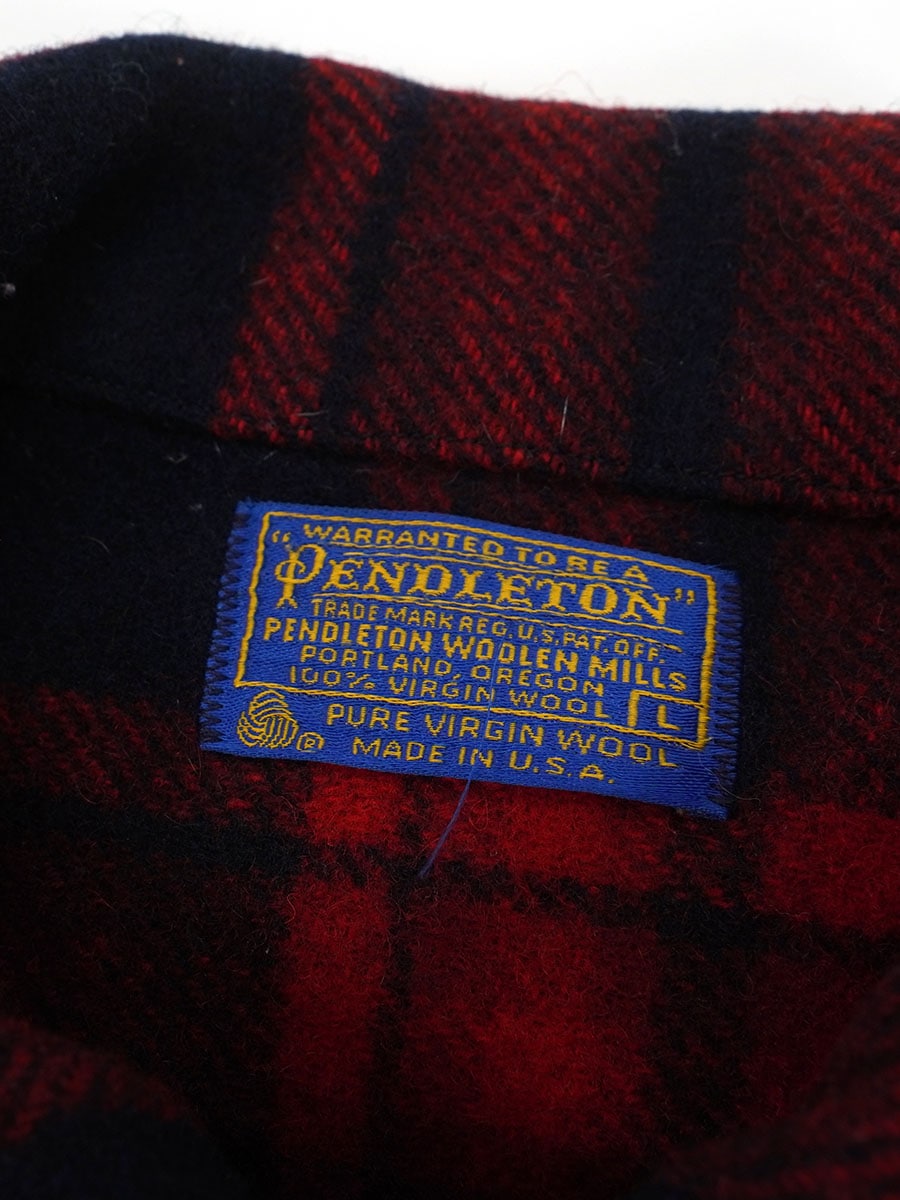 WARRANTED TO BE A
"PENDLETON"
TRADE MARK REG. U.S. PAT. OFF.
PENDLETON WOOLEN MILLS
PORTLAND, OREGON
100% VIRGIN WOOL L
PURE VIRGIN WOOL
® MADE IN U.S.A.